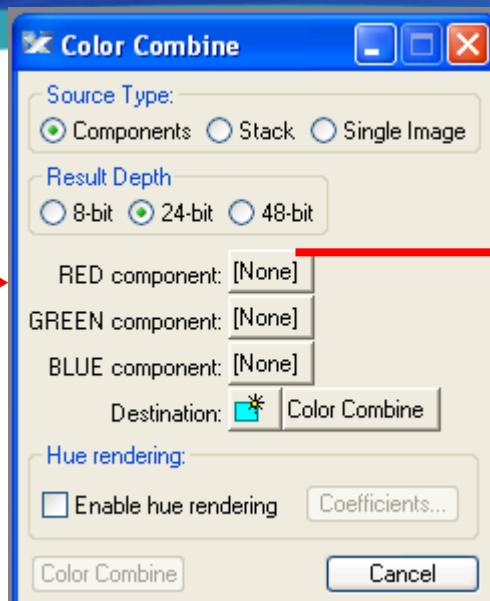 Color Combine
Source Type:
Components Stack Single Image
Result Depth
8-bit 24-bit 48-bit
RED component: [None]
GREEN component: [None]
BLUE component: [None]
Destination: Color Combine
Hue rendering:
Enable hue rendering Coefficients...
Color Combine Cancel